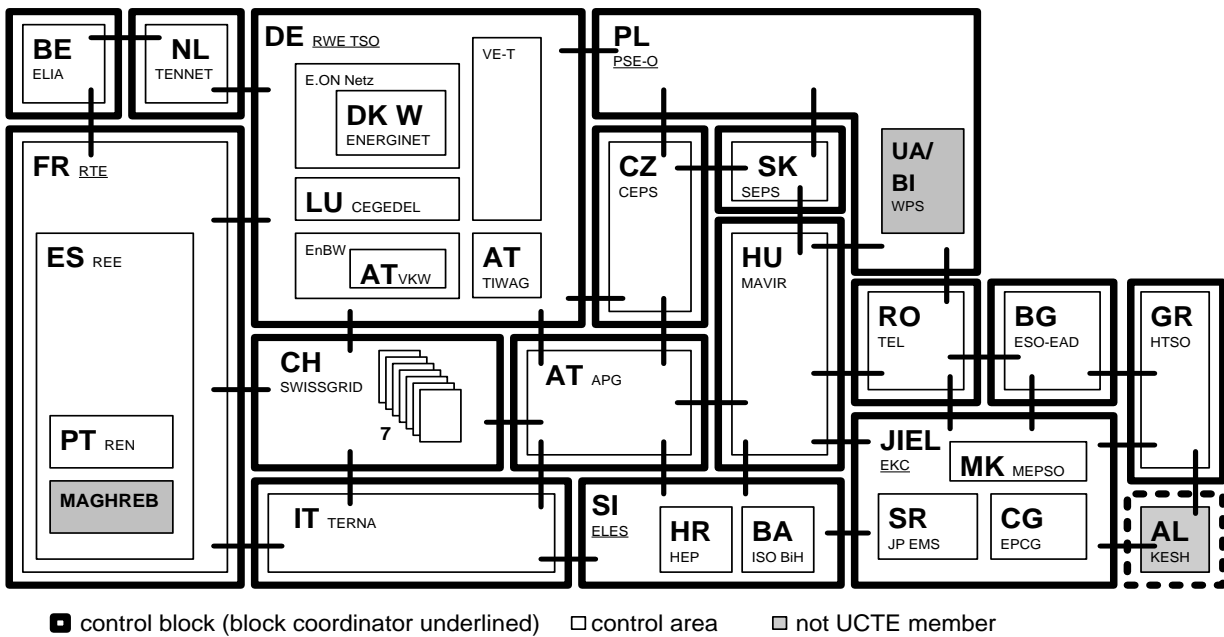 BE
ELIA
NL
TENNET
DE RWE TSO
VE-T
E.ON Netz
DK W
ENERGINET
LU CEGEDEL
EnBW
AT VKW
AT
TIWAG
PL
PSE-O
UA/
BI
WPS
FR RTE
ES REE
PT REN
MAGHREB
CZ
CEPS
SK
SEPS
HU
MAVIR
RO
TEL
BG
ESO-EAD
GR
HTSO
CH
SWISSGRID
7
AT APG
JIEL
EKC
MK MEPSO
SR
JP EMS
CG
EPCG
AL
KESH
IT TERNA
SI
ELES
HR
HEP
BA
ISO BiH
control block (block coordinator underlined) control area not UCTE member